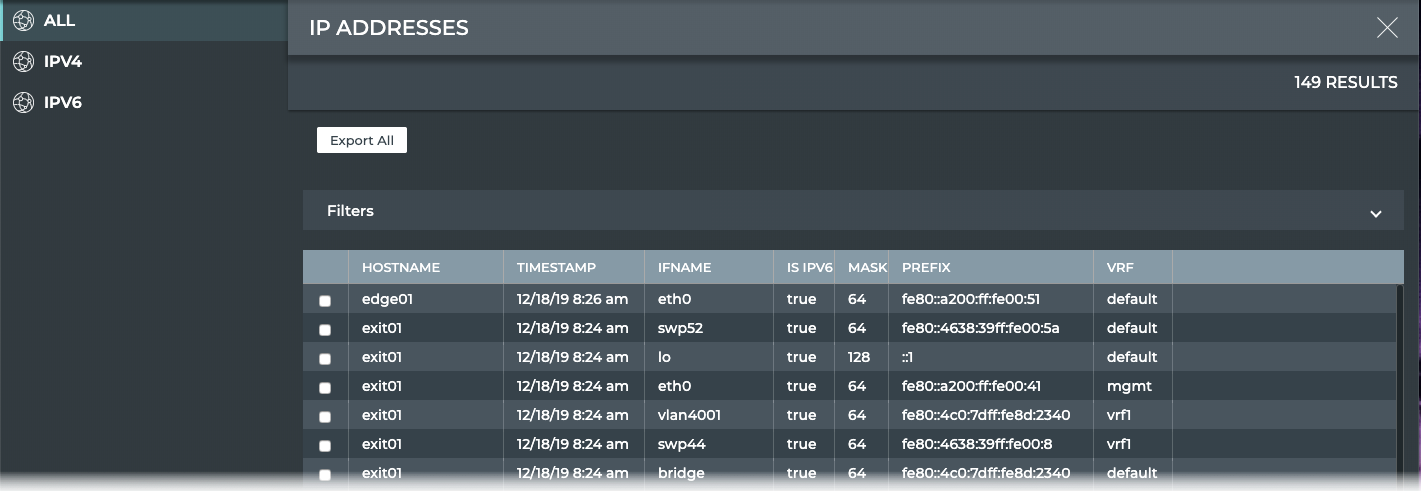 ALL
IPV4
IPV6
IP ADDRESSES
149 RESULTS
Export All
Filters
HOSTNAME TIMESTAMP IFNAME IS IPV6 MASK PREFIX VRF
edge01 12/18/19 8:26 am eth0 true 64 fe80::a200:ff:fe00:51 default
exit01 12/18/19 8:24 am swp52 true 64 fe80::4638:39ff:fe00:5a default
exit01 12/18/19 8:24 am lo true 128 ::1 default
exit01 12/18/19 8:24 am eth0 true 64 fe80::a200:ff:fe00:41 mgmt
exit01 12/18/19 8:24 am vlan4001 true 64 fe80::4c0:7dff:fe8d:2340 vrf1
exit01 12/18/19 8:24 am swp44 true 64 fe80::4638:39ff:fe00:8 vrf1
exit01 12/18/19 8:24 am bridge true 64 fe80::4c0:7dff:fe8d:2340 default